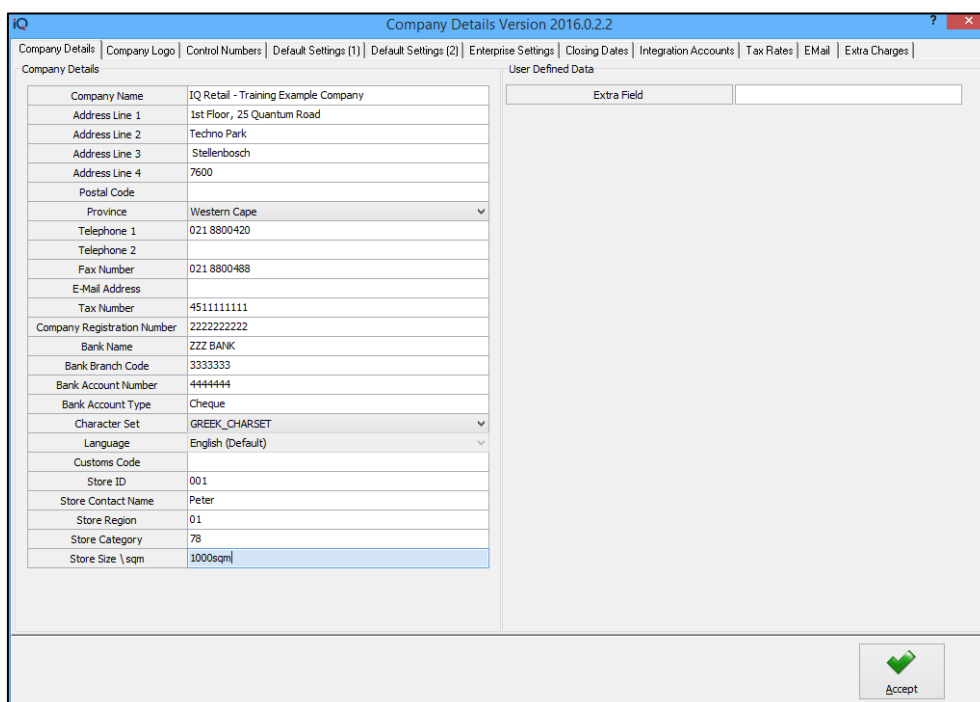 iQ Company Details Version 2016.0.2.2 ? ×
Company Details Company Logo Control Numbers Default Settings (1) Default Settings (2) Enterprise Settings Closing Dates Integration Accounts Tax Rates EMail Extra Charges
Company Details
Company Name IQ Retail - Training Example Company
Address Line 1 1st Floor, 25 Quantum Road
Address Line 2 Techno Park
Address Line 3 Stellenbosch
Address Line 4 7600
Postal Code
Province Western Cape
Telephone 1 021 8800420
Telephone 2
Fax Number 021 8800488
E-Mail Address
Tax Number 4511111111
Company Registration Number 2222222222
Bank Name ZZZ BANK
Bank Branch Code 3333333
Bank Account Number 4444444
Bank Account Type Cheque
Character Set GREEK_CHARSET
Language English (Default)
Customs Code
Store ID 001
Store Contact Name Peter
Store Region 01
Store Category 78
Store Size \ sqm 1000sqm
User Defined Data
Extra Field
Accept